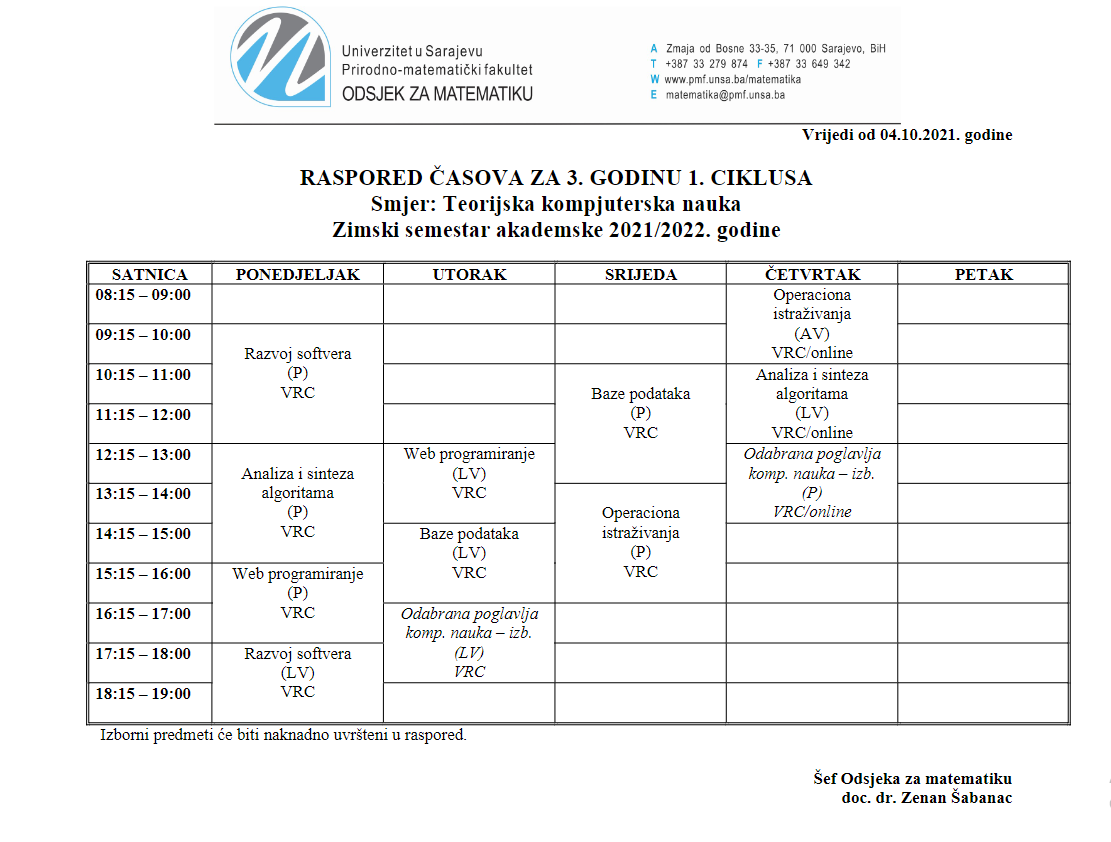 Univerzitet u Sarajevu
Prirodno-matematički fakultet
ODSJEK ZA MATEMATIKU
A Zmaja od Bosne 33-35, 71 000 Sarajevo, BiH
T +387 33 279 874 F +387 33 649 342
W www.pmf.unsa.ba/matematika
E matematika@pmf.unsa.ba
Vrijedi od 04.10.2021. godine
RASPORED ČASOVA ZA 3. GODINU 1. CIKLUSA
Smjer: Teorijska kompjuterska nauka
Zimski semestar akademske 2021/2022. godine
SATNICA PONEDJELJAK UTORAK SRIJEDA ČETVRTAK PETAK
08:15 – 09:00
09:15 – 10:00
10:15 – 11:00
11:15 – 12:00
12:15 – 13:00
13:15 – 14:00
14:15 – 15:00
15:15 – 16:00
16:15 – 17:00
17:15 – 18:00
18:15 – 19:00
Razvoj softvera
(P)
VRC
Analiza i sinteza
algoritama
(P)
VRC
Web programiranje
(P)
VRC
Razvoj softvera
(LV)
VRC
Web programiranje
(LV)
VRC
Baze podataka
(LV)
VRC
Odabrana poglavlja
komp. nauka – izb.
(LV)
VRC
Baze podataka
(P)
VRC
Operaciona
istraživanja
(P)
VRC
Operaciona
istraživanja
(AV)
VRC/online
Analiza i sinteza
algoritama
(LV)
VRC/online
Odabrana poglavlja
komp. nauka – izb.
(P)
VRC/online
Izborni predmeti će biti naknadno uvršteni u raspored.
Šef Odsjeka za matematiku
doc. dr. Zenan Šabanac